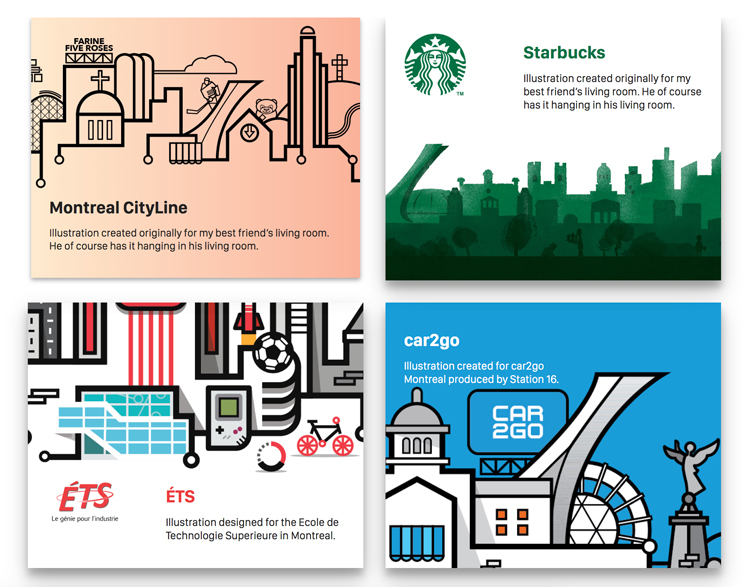 FARINE
FIVE ROSES
Montreal CityLine
Illustration created originally for my best friend's living room.
He of course has it hanging in his living room.
TM
Starbucks
Illustration created originally for my
best friend's living room. He of course
has it hanging in his living room.
ÉTS
Le génie pour l'industrie
ÉTS
Illustration designed for the Ecole de
Technologie Superieure in Montreal.
car2go
Illustration created for car2go
Montreal produced by Station 16.
CAR
2GO